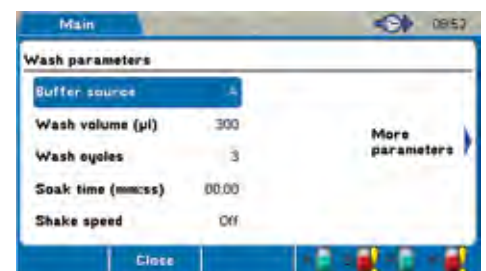 Main 09:52
Wash parameters
Buffer source A
Wash volume (µl) 300
Wash cycles 3
Soak time (mm:ss) 00:00
Shake speed Off
More
parameters
Close